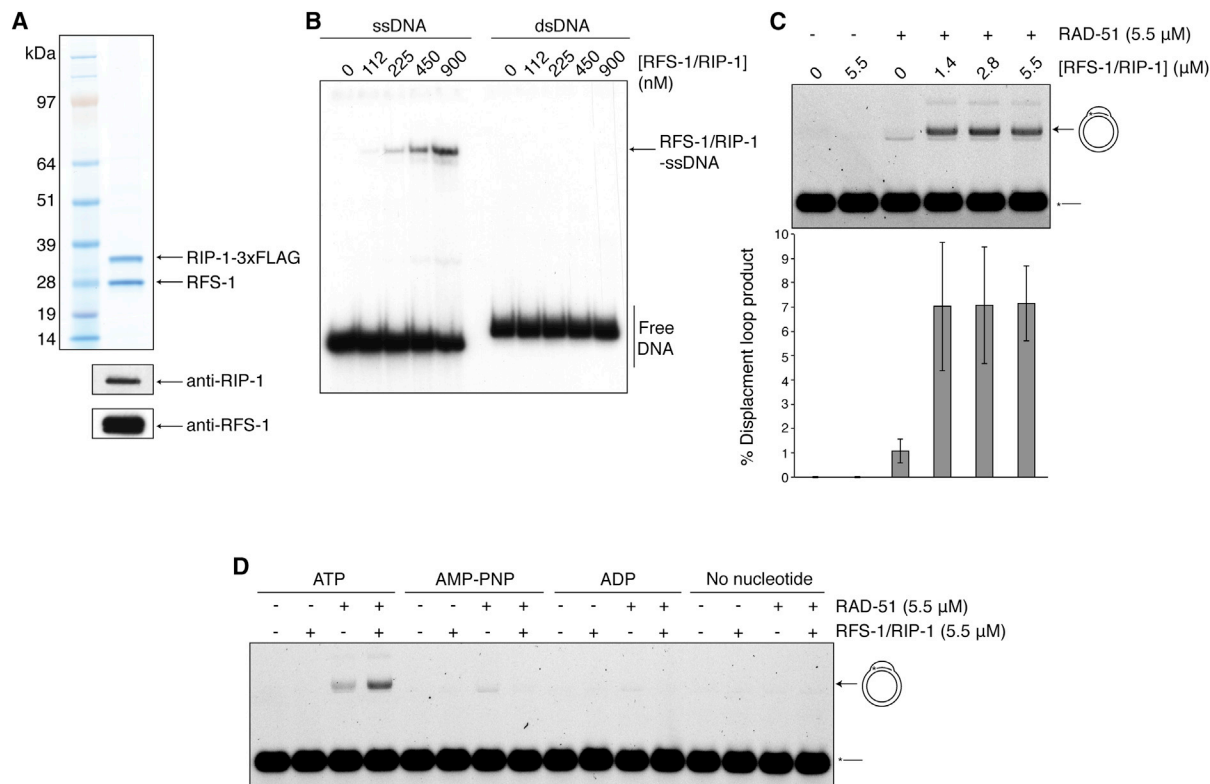 A
kDa
97
64
51
39
28
19
14
RIP-1-3xFLAG
RFS-1
anti-RIP-1
anti-RFS-1
B
ssDNA dsDNA
0 112 225 450 900 0 112 225 450 900 [RFS-1/RIP-1]
(nM)
RFS-1/RIP-1
-ssDNA
Free
DNA
C
- - + + + + RAD-51 (5.5 µM)
0 5.5 0 1.4 2.8 5.5 [RFS-1/RIP-1] (µM)
*
% Displacment loop product
10
9
8
7
6
5
4
3
2
1
0
D
ATP AMP-PNP ADP No nucleotide
- - + + - - + + - - + + - - + + RAD-51 (5.5 µM)
- + - + - + - + - + - + - + - + RFS-1/RIP-1 (5.5 µM)
*